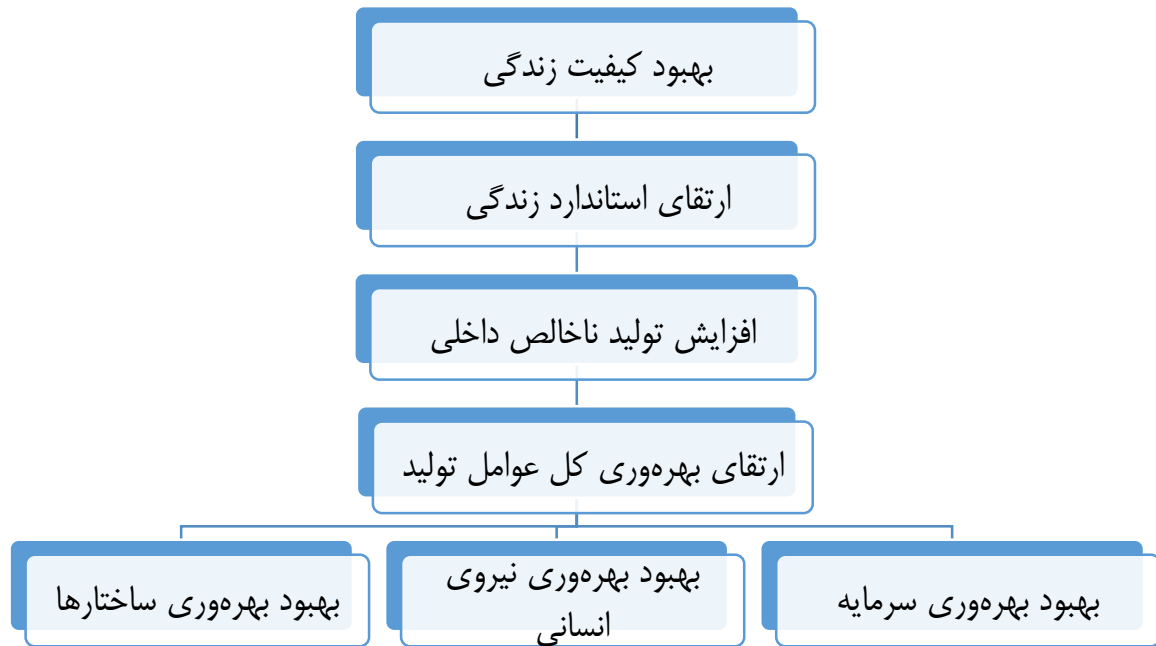 بهبود کیفیت زندگی
ارتقای استاندارد زندگی
افزایش تولید ناخالص داخلی
ارتقای بهره‌وری کل عوامل تولید
بهبود بهره‌وری سرمایه
بهبود بهره‌وری نیروی
انسانی
بهبود بهره‌وری ساختارها